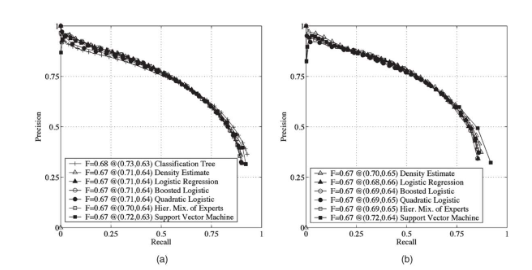 1
0.75
0.5
0.25
0
0 0.25 0.5 0.75 1
Precision
Recall
F=0.68 @(0.73,0.63) Classification Tree
F=0.67 @(0.71,0.64) Density Estimate
F=0.67 @(0.71,0.64) Logistic Regression
F=0.67 @(0.71,0.64) Boosted Logistic
F=0.67 @(0.71,0.64) Quadratic Logistic
F=0.67 @(0.70,0.64) Hier. Mix. of Experts
F=0.67 @(0.72,0.63) Support Vector Machine
(a)
1
0.75
0.5
0.25
0
0 0.25 0.5 0.75 1
Precision
Recall
F=0.67 @(0.70,0.65) Density Estimate
F=0.67 @(0.68,0.66) Logistic Regression
F=0.67 @(0.69,0.64) Boosted Logistic
F=0.67 @(0.69,0.65) Quadratic Logistic
F=0.67 @(0.69,0.65) Hier. Mix. of Experts
F=0.67 @(0.72,0.64) Support Vector Machine
(b)